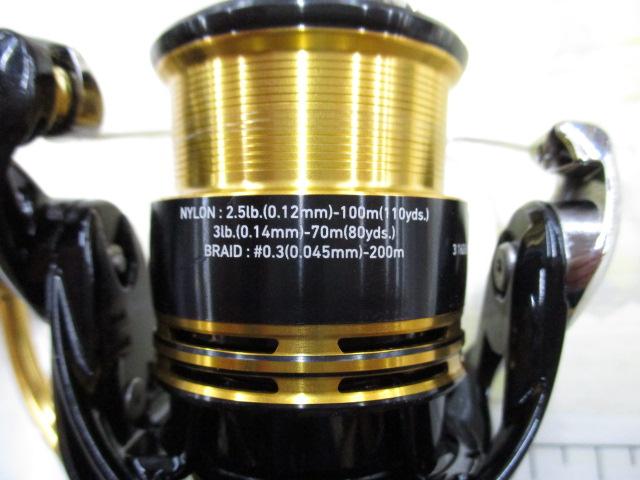 NYLON : 2.5lb.(0.12mm)-100m(110yds.)
3lb.(0.14mm)-70m(80yds.)
BRAID : #0.3(0.045mm)-200m